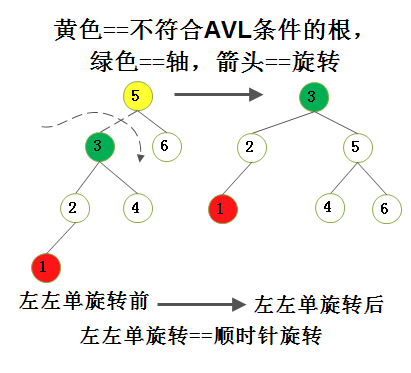 黄色==不符合AVL条件的根，
绿色==轴，箭头==旋转
5 3
3 6 2 5
2 4 1 4 6
1
左左单旋转前 左左单旋转后
左左单旋转==顺时针旋转